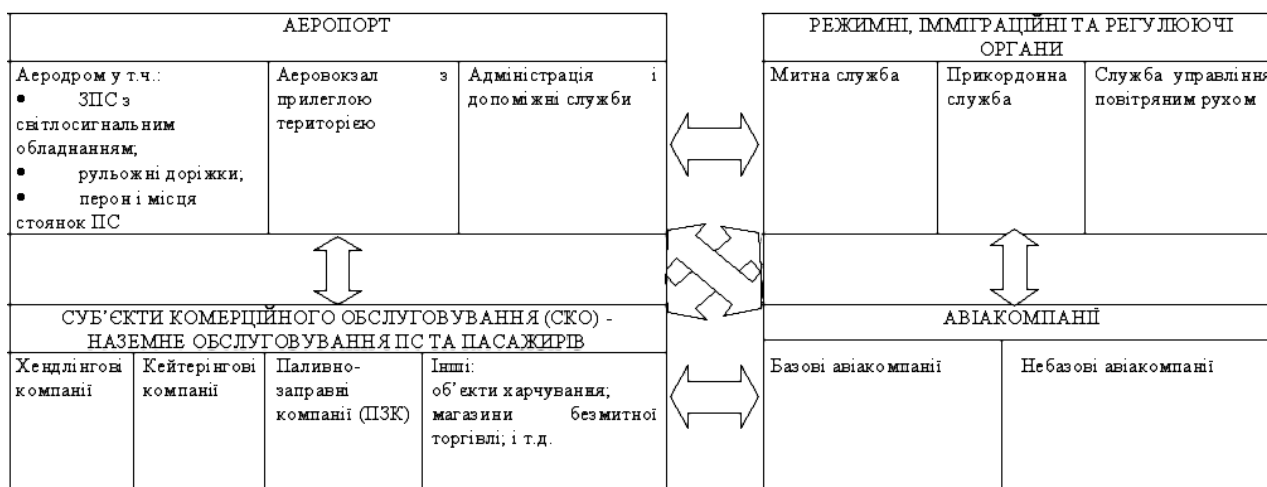 АЕРОПОРТ
Аеродром у т.ч.:
• ЗПС з
світлосигнальним
обладнанням;
• рульожні доріжки;
• перон і місця
стоянок ПС
Аеровокзал з
прилеглою
територією
Адміністрація і
допоміжні служби
РЕЖИМНІ, ІММІГРАЦІЙНІ ТА РЕГУЛЮЮЧІ
ОРГАНИ
Митна служба
Прикордонна
служба
Служба управління
повітряним рухом
СУБ’ЄКТИ КОМЕРЦІЙНОГО ОБСЛУГОВУВАННЯ (СКО) -
НАЗЕМНЕ ОБСЛУГОВУВАННЯ ПС ТА ПАСАЖИРІВ
Хендлінгові
компанії
Кейтерінгові
компанії
Паливно-
заправні
компанії (ПЗК)
Інші:
об’єкти харчування;
магазини безмитної
торгівлі; і т.д.
АВІАКОМПАНІЇ
Базові авіакомпанії
Небазові авіакомпанії